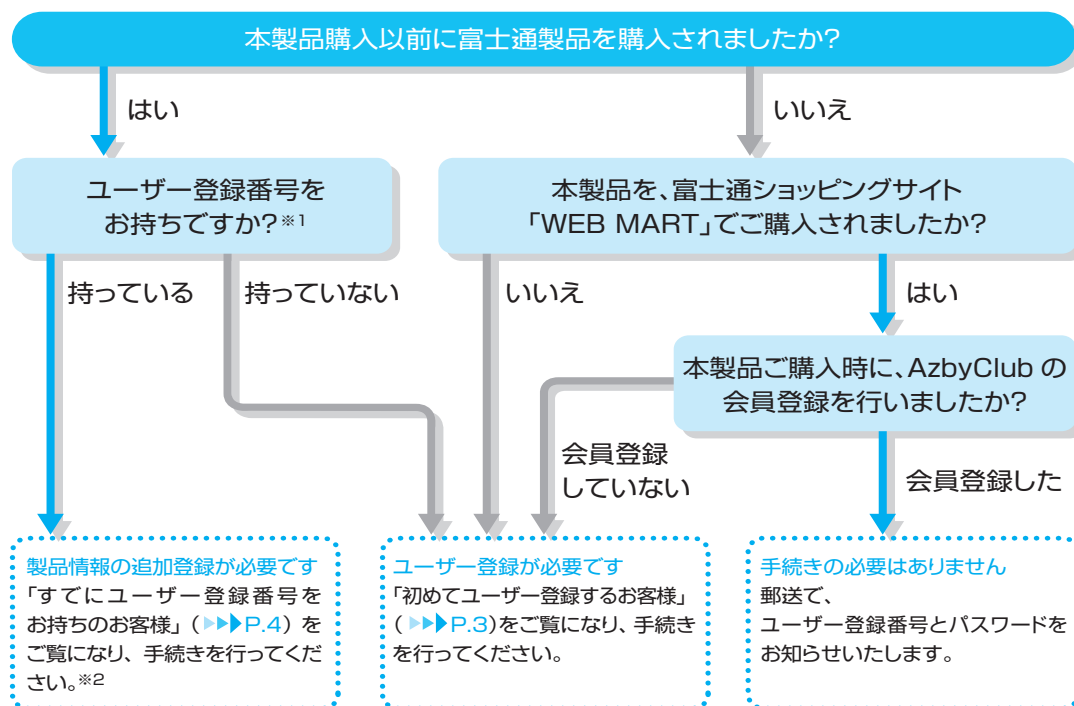 本製品購入以前に富士通製品を購入されましたか?
はい
いいえ
ユーザー登録番号を
お持ちですか?※1
本製品を、富士通ショッピングサイト
「WEB MART」でご購入されましたか?
持っている
持っていない
いいえ
はい
本製品ご購入時に、AzbyClub の
会員登録を行いましたか?
会員登録
していない
会員登録した
製品情報の追加登録が必要です
「すでにユーザー登録番号を
お持ちのお客様」(▶▶▶P.4) を
ご覧になり、手続きを行ってくだ
さい。※2
ユーザー登録が必要です
「初めてユーザー登録するお客様」
(▶▶▶P.3)をご覧になり、手続き
を行ってください。
手続きの必要はありません
郵送で、
ユーザー登録番号とパスワードを
お知らせいたします。